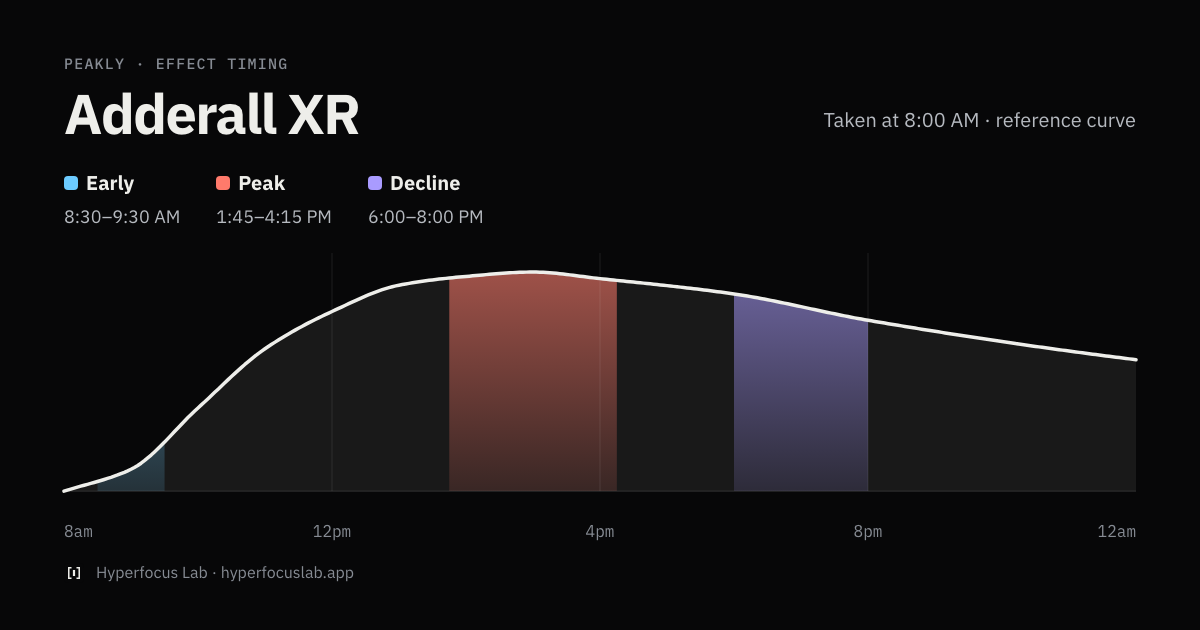 PEAKLY · EFFECT TIMING
Adderall XR
Taken at 8:00 AM · reference curve
Early Peak Decline
8:30–9:30 AM 1:45–4:15 PM 6:00–8:00 PM
8am 12pm 4pm 8pm 12am
Hyperfocus Lab · hyperfocuslab.app